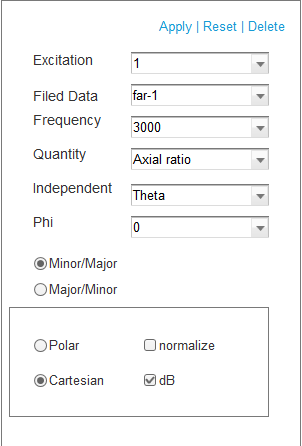 Apply | Reset | Delete
Excitation 1
Filed Data far-1
Frequency 3000
Quantity Axial ratio
Independent Theta
Phi 0
Minor/Major
Major/Minor
Polar normalize
Cartesian dB